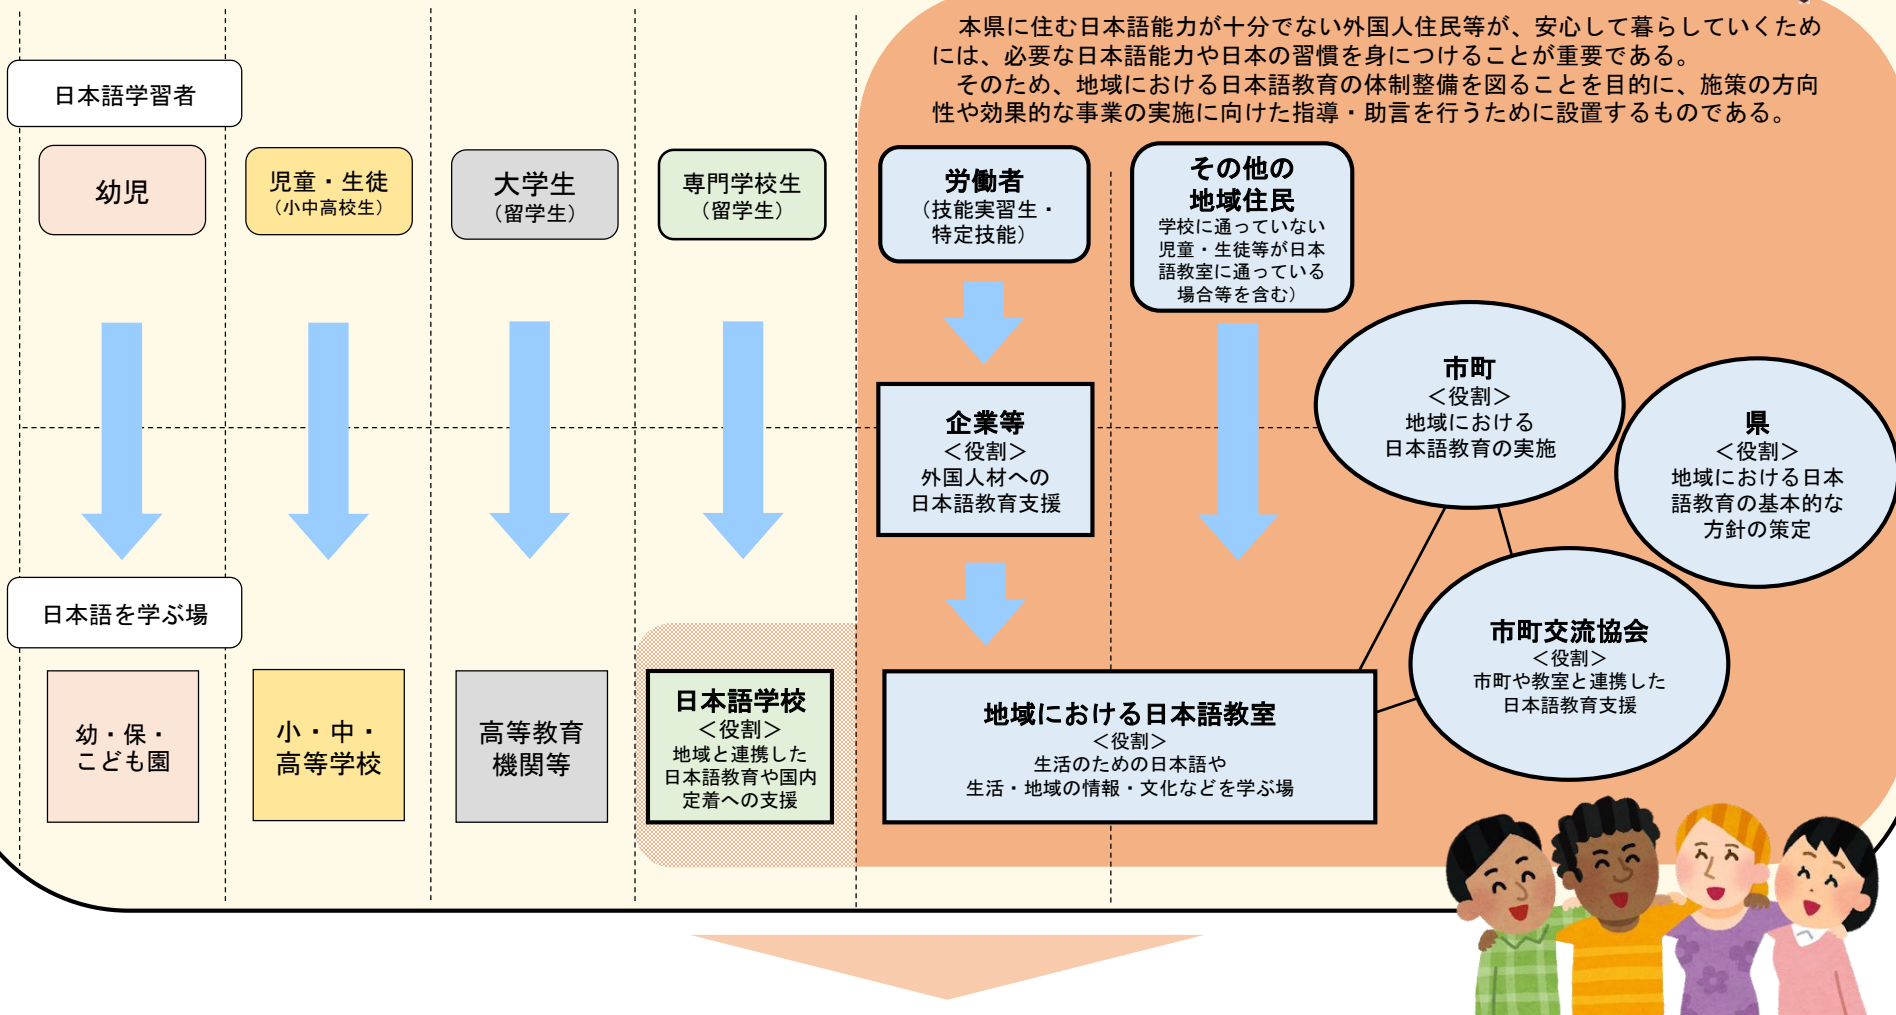 本県に住む日本語能力が十分でない外国人住民等が、安心して暮らしていくため
には、必要な日本語能力や日本の習慣を身につけることが重要である。
そのため、地域における日本語教育の体制整備を図ることを目的に、施策の方向
性や効果的な事業の実施に向けた指導・助言を行うために設置するものである。
日本語学習者
幼児
児童・生徒
（小中高校生）
大学生
（留学生）
専門学校生
（留学生）
労働者
（技能実習生・
特定技能）
その他の
地域住民
学校に通っていない
児童・生徒等が日本
語教室に通っている
場合等を含む）
企業等
＜役割＞
外国人材への
日本語教育支援
市町
＜役割＞
地域における
日本語教育の実施
県
＜役割＞
地域における日本
語教育の基本的な
方針の策定
市町交流協会
＜役割＞
市町や教室と連携した
日本語教育支援
日本語を学ぶ場
幼・保・
こども園
小・中・
高等学校
高等教育
機関等
日本語学校
＜役割＞
地域と連携した
日本語教育や国内
定着への支援
地域における日本語教室
＜役割＞
生活のための日本語や
生活・地域の情報・文化などを学ぶ場